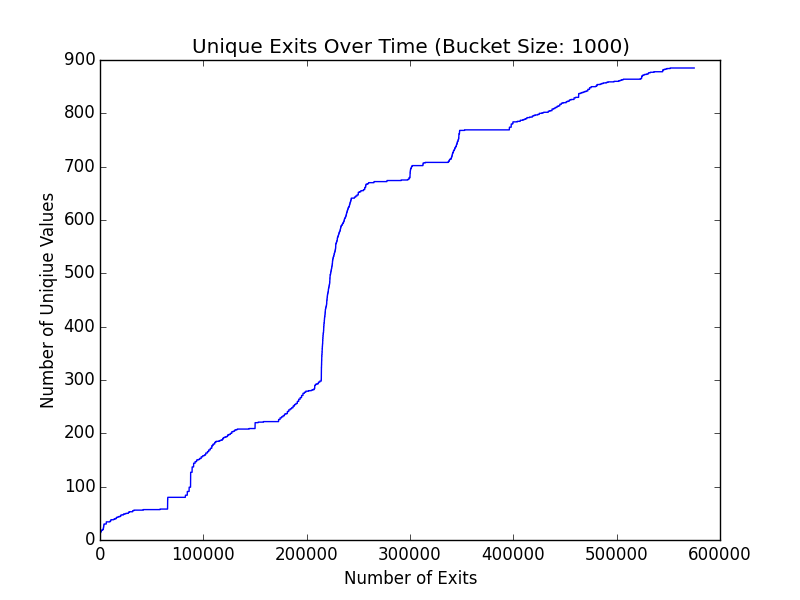 Unique Exits Over Time (Bucket Size: 1000)
900
800
700
600
500
400
300
200
100
0
Number of Uniqiue Values
0 100000 200000 300000 400000 500000 600000
Number of Exits